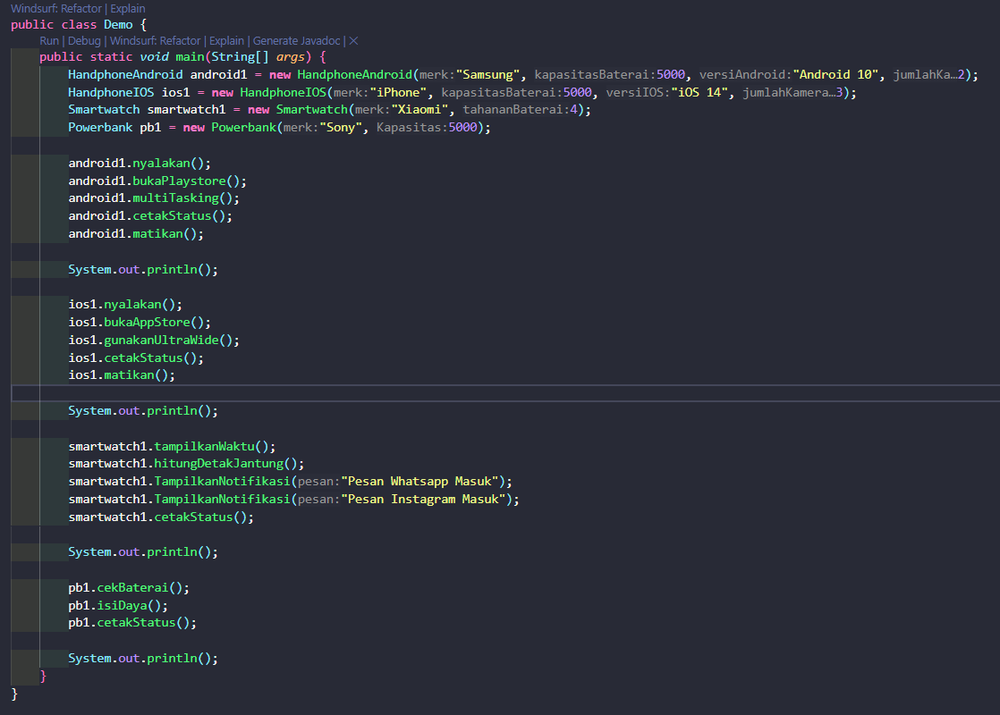 Windsurf: Refactor | Explain
public class Demo {
Run | Debug | Windsurf: Refactor | Explain | Generate Javadoc | ×
public static void main(String[] args) {
HandphoneAndroid android1 = new HandphoneAndroid(merk:"Samsung", kapasitasBaterai:5000, versiAndroid:"Android 10", jumlahKa…2);
HandphoneIOS ios1 = new HandphoneIOS(merk:"iPhone", kapasitasBaterai:5000, versiIOS:"iOS 14", jumlahKamera…3);
Smartwatch smartwatch1 = new Smartwatch(merk:"Xiaomi", tahananBaterai:4);
Powerbank pb1 = new Powerbank(merk:"Sony", Kapasitas:5000);
android1.nyalakan();
android1.bukaPlaystore();
android1.multiTasking();
android1.cetakStatus();
android1.matikan();
System.out.println();
ios1.nyalakan();
ios1.bukaAppStore();
ios1.gunakanUltraWide();
ios1.cetakStatus();
ios1.matikan();
System.out.println();
smartwatch1.tampilkanWaktu();
smartwatch1.hitungDetakJantung();
smartwatch1.TampilkanNotifikasi(pesan:"Pesan Whatsapp Masuk");
smartwatch1.TampilkanNotifikasi(pesan:"Pesan Instagram Masuk");
smartwatch1.cetakStatus();
System.out.println();
pb1.cekBaterai();
pb1.isiDaya();
pb1.cetakStatus();
System.out.println();
}
}